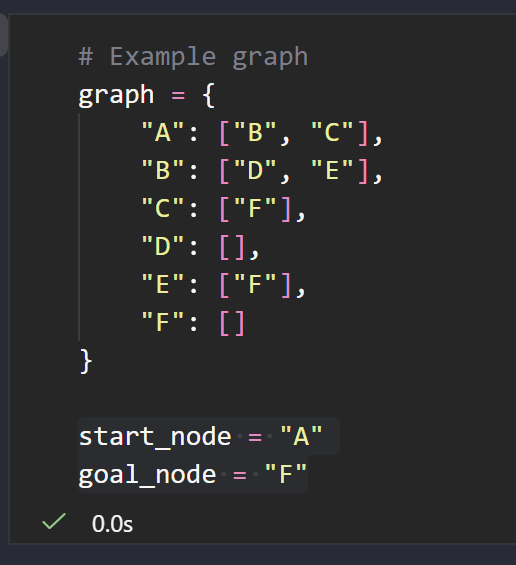 # Example graph
graph = {
    "A": ["B", "C"],
    "B": ["D", "E"],
    "C": ["F"],
    "D": [],
    "E": ["F"],
    "F": []
}
start_node = "A"
goal_node = "F"
0.0s